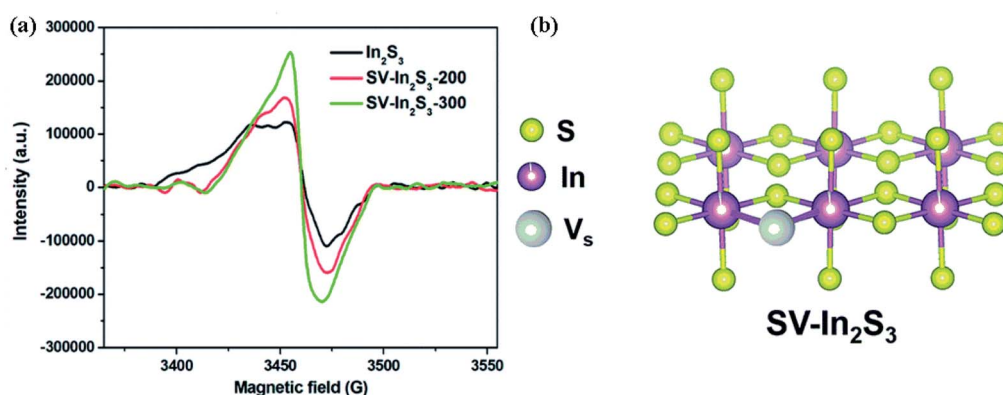 (a)
300000
200000
100000
0
-100000
-200000
-300000
Intensity (a.u.)
In₂S₃
SV-In₂S₃-200
SV-In₂S₃-300
3400
3450
3500
3550
Magnetic field (G)
(b)
S
In
Vₛ
SV-In₂S₃